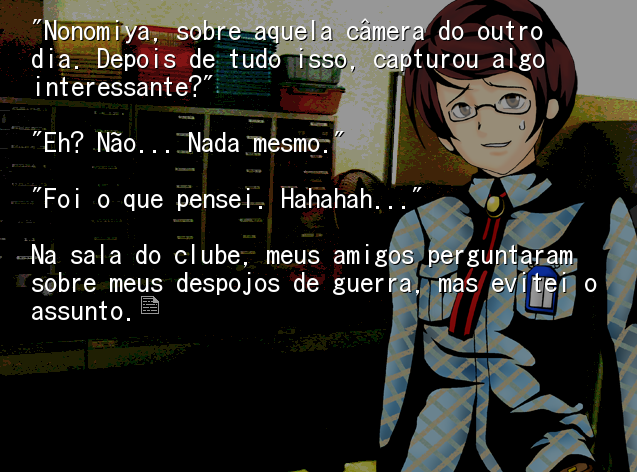 "Nonomiya, sobre aquela câmera do outro
dia. Depois de tudo isso, capturou algo
interessante?"
"Eh? Não... Nada mesmo."
"Foi o que pensei. Hahahah..."
Na sala do clube, meus amigos perguntaram
sobre meus despojos de guerra, mas evitei o
assunto.